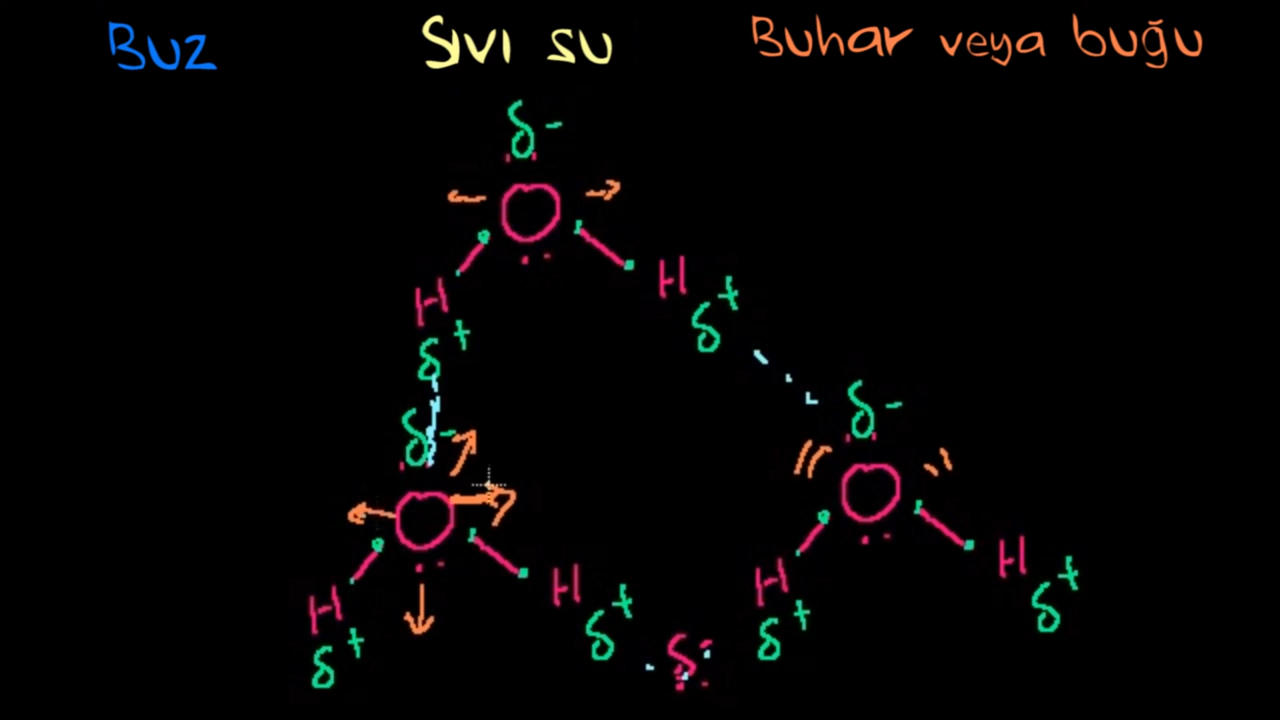 Buz Sıvı su Buhar veya buğu
δ-
O
H H
δ+ δ+
δ- δ-
O O
H H H H
δ+ δ+ δ- δ+ δ+